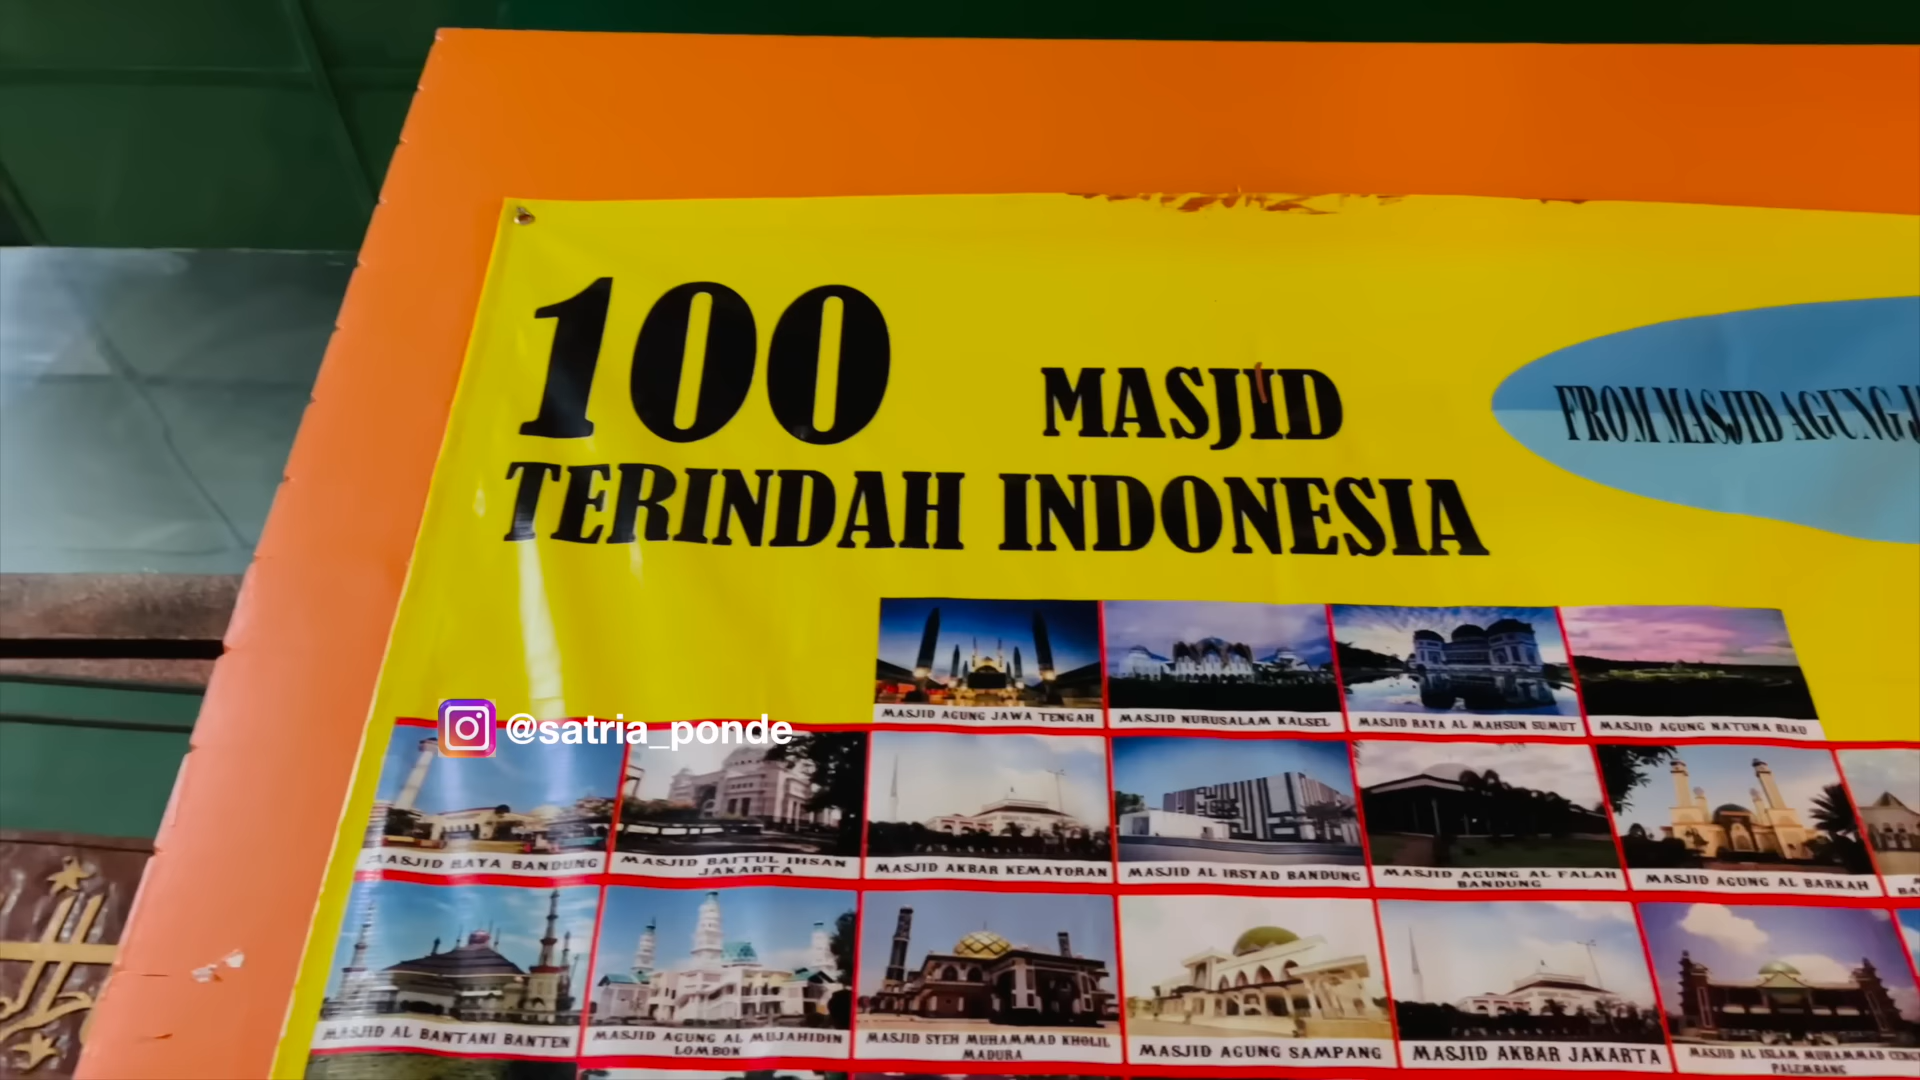 100 MASJID
TERINDAH INDONESIA
FROM MASJID AGUNG
MASJID AGUNG JAWA TENGAH
MASJID NURUSALAM KALSEL
MASJID RAYA AL MAHSUN SUMUT
MASJID AGUNG NATUNA RIAU
@satria_ponde
MASJID RAYA BANDUNG
MASJID BAITUL IHSAN
JAKARTA
MASJID AKBAR KEMAYORAN
MASJID AL IRSYAD BANDUNG
MASJID AGUNG AL FALAH
BANDUNG
MASJID AGUNG AL BARKAH
MASJID AL BANTANI BANTEN
MASJID AGUNG AL MUJAHIDIN
LOMBOK
MASJID SYEH MUHAMMAD KHOLIL
MADURA
MASJID AGUNG SAMPANG
MASJID AKBAR JAKARTA
MASJID AL ISLAM MUHAMMAD
PALEMBANG